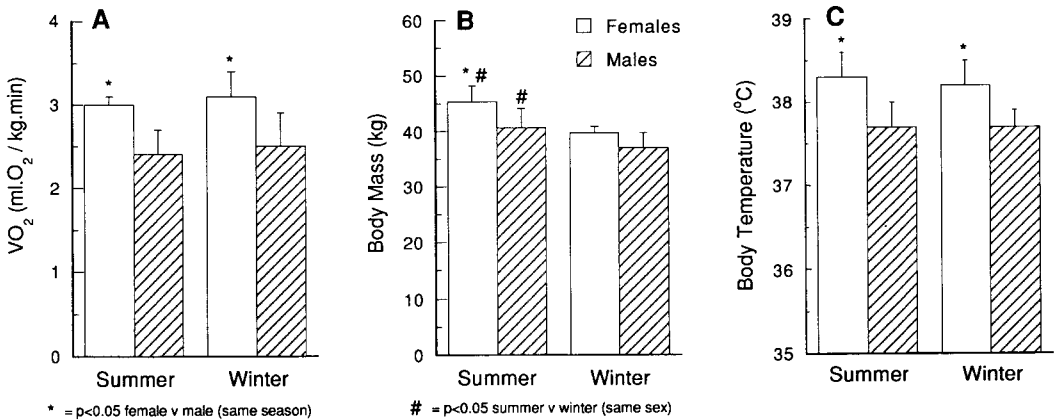 A
VO₂ (ml.O₂ / kg.min)
4
3
2
1
0
* *
Summer Winter
* = p<0.05 female v male (same season)
B
Females
Males
Body Mass (kg)
60
50
40
30
20
10
0
* # #
Summer Winter
# = p<0.05 summer v winter (same sex)
C
Body Temperature (°C)
39
38
37
36
35
* *
Summer Winter